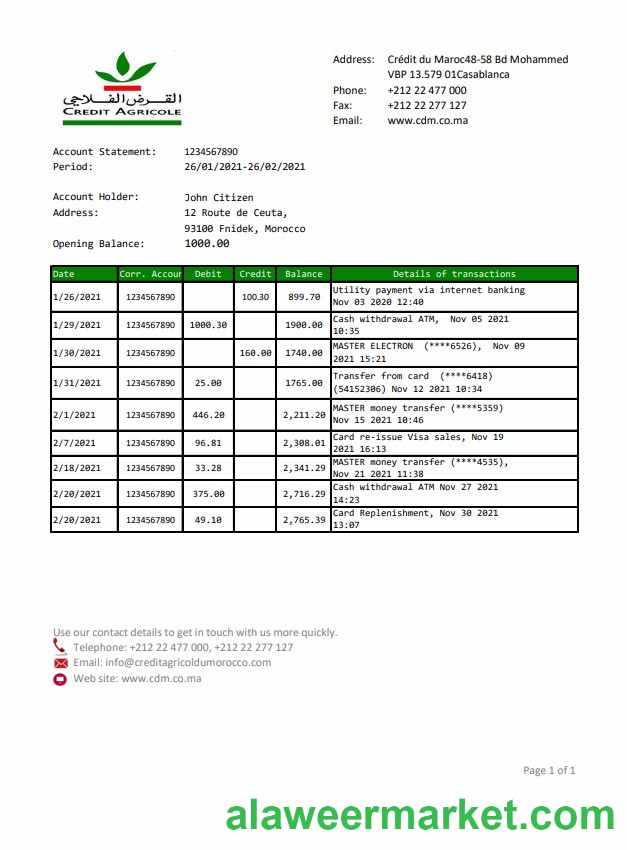 القرض الفلاحي
CREDIT AGRICOLE
Address: Crédit du Maroc48-58 Bd Mohammed
VBP 13.579 01Casablanca
Phone: +212 22 477 000
Fax: +212 22 277 127
Email: www.cdm.co.ma
Account Statement: 1234567890
Period: 26/01/2021-26/02/2021
Account Holder: John Citizen
Address: 12 Route de Ceuta,
93100 Fnidek, Morocco
Opening Balance: 1000.00
Date Corr. Accour Debit Credit Balance Details of transactions
1/26/2021 1234567890 100.30 899.70 Utility payment via internet banking
Nov 03 2020 12:40
1/29/2021 1234567890 1000.30 1900.00 Cash withdrawal ATM, Nov 05 2021
10:35
1/30/2021 1234567890 160.00 1740.00 MASTER ELECTRON (****6526), Nov 09
2021 15:21
1/31/2021 1234567890 25.00 1765.00 Transfer from card (****6418)
(54152306) Nov 12 2021 10:34
2/1/2021 1234567890 446.20 2,211.20 MASTER money transfer (****5359)
Nov 15 2021 10:46
2/7/2021 1234567890 96.81 2,308.01 Card re-issue Visa sales, Nov 19
2021 16:13
2/18/2021 1234567890 33.28 2,341.29 MASTER money transfer (****4535),
Nov 21 2021 11:38
2/20/2021 1234567890 375.00 2,716.29 Cash withdrawal ATM Nov 27 2021
14:23
2/20/2021 1234567890 49.10 2,765.39 Card Replenishment, Nov 30 2021
13:07
Use our contact details to get in touch with us more quickly.
Telephone: +212 22 477 000, +212 22 277 127
Email: info@creditagricoldumorocco.com
Web site: www.cdm.co.ma
Page 1 of 1
alaweermarket.com